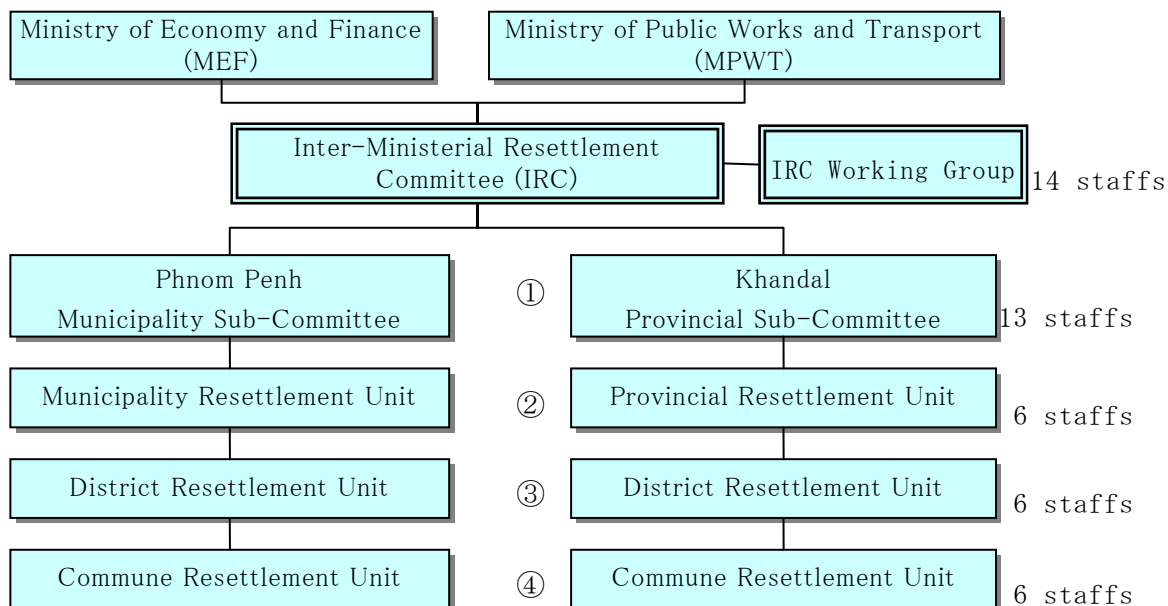 Ministry of Economy and Finance
(MEF)
Ministry of Public Works and Transport
(MPWT)
Inter-Ministerial Resettlement
Committee (IRC)
IRC Working Group
14 staffs
Phnom Penh
Municipality Sub-Committee
①
Khandal
Provincial Sub-Committee
13 staffs
Municipality Resettlement Unit
②
Provincial Resettlement Unit
6 staffs
District Resettlement Unit
③
District Resettlement Unit
6 staffs
Commune Resettlement Unit
④
Commune Resettlement Unit
6 staffs